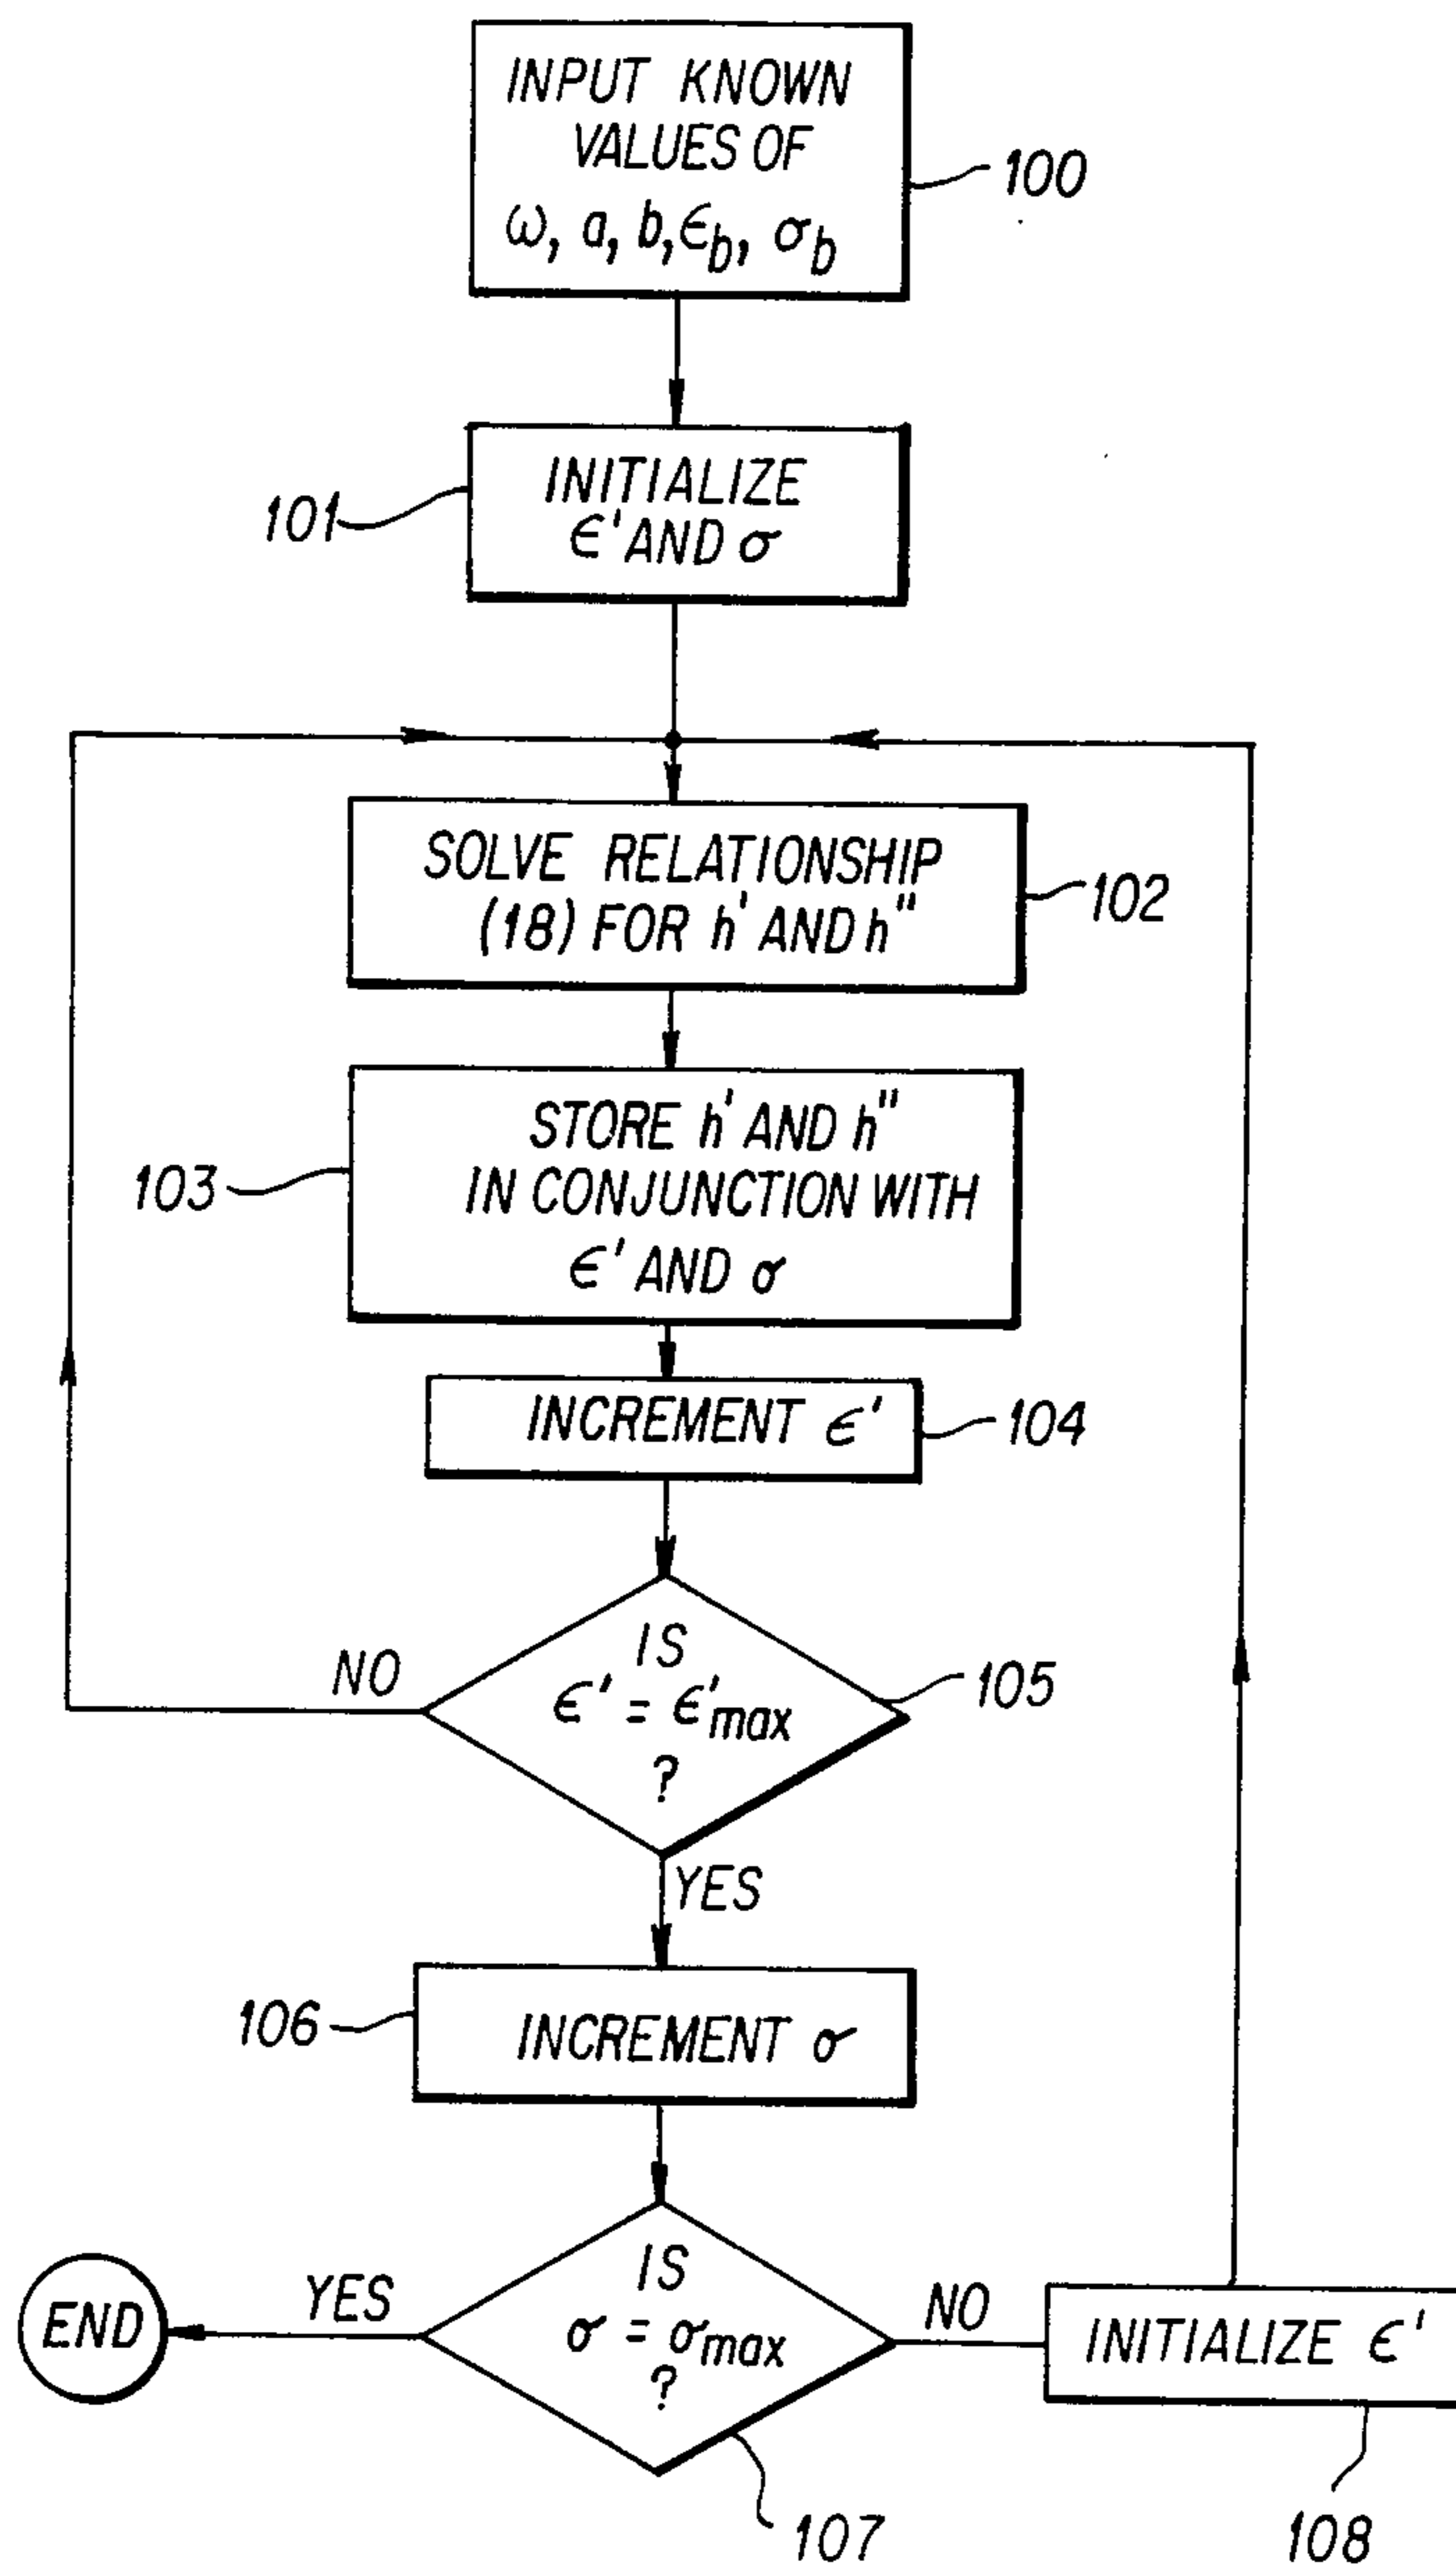 INPUT KNOWN
VALUES OF
ω, a, b, ϵb, σb
100
INITIALIZE
ϵ' AND σ
101
SOLVE RELATIONSHIP
(18) FOR h' AND h"
102
STORE h' AND h"
IN CONJUNCTION WITH
ϵ' AND σ
103
INCREMENT ϵ'
104
IS
ϵ' = ϵ'max
?
105
NO
YES
INCREMENT σ
106
IS
σ = σmax
?
107
YES
END
NO
INITIALIZE ϵ'
108